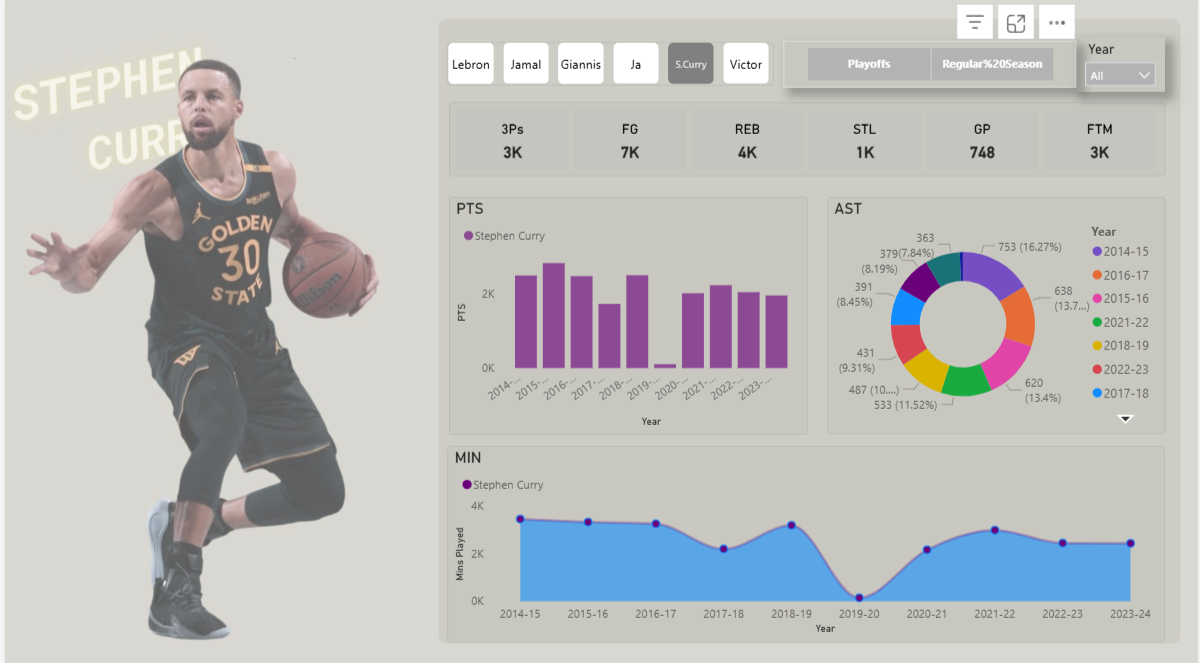 STEPHEN
CURR
Rakuten
GOLDEN
30
STATE
Wilson
Lebron
Jamal
Giannis
Ja
S.Curry
Victor
Playoffs
Regular%20Season
Year
All
3Ps
3K
FG
7K
REB
4K
STL
1K
GP
748
FTM
3K
PTS
Stephen Curry
PTS
2K
0K
2014-...
2015-...
2016-...
2017-...
2018-...
2019-...
2020-...
2021-...
2022-...
2023-...
Year
AST
753 (16.27%)
638
(13.7...)
620
(13.4%)
533 (11.52%)
487 (10....)
431
(9.31%)
391
(8.45%)
379
(8.19%)
363
(7.84%)
Year
2014-15
2016-17
2015-16
2021-22
2018-19
2022-23
2017-18
MIN
Stephen Curry
Mins Played
4K
2K
0K
2014-15
2015-16
2016-17
2017-18
2018-19
2019-20
2020-21
2021-22
2022-23
2023-24
Year